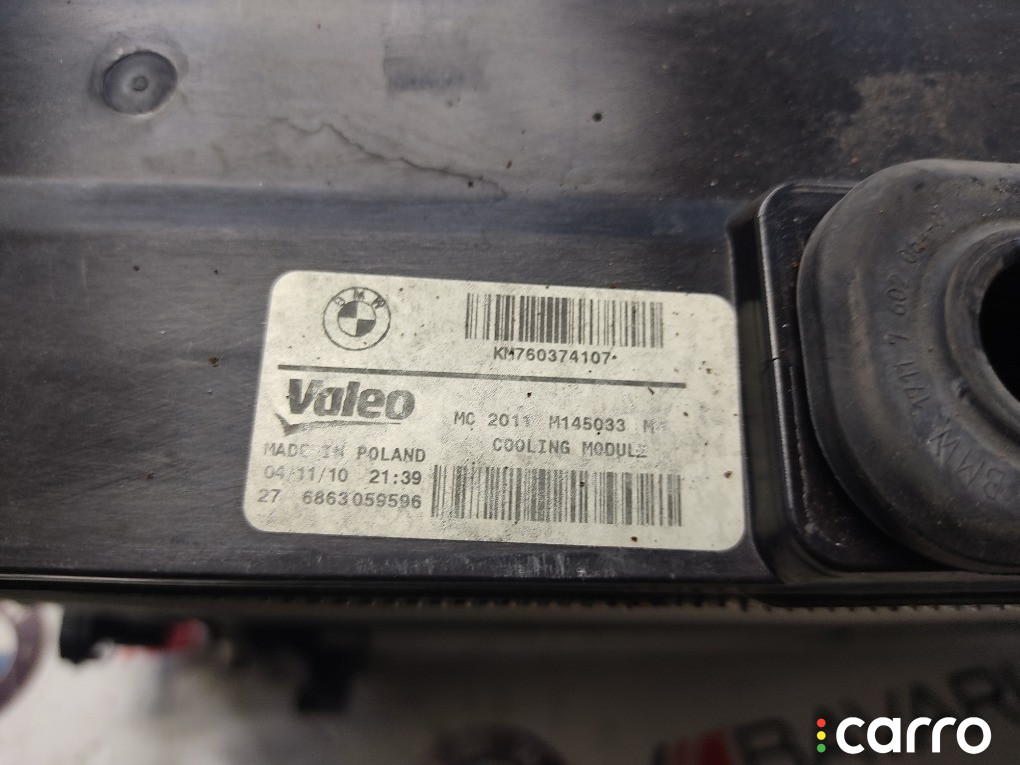 BMW
KM760374107
Valeo
MC 2011 M145033
COOLING MODULE
MADE IN POLAND
04/11/10 21:39
27 6863059596
BMW
carro